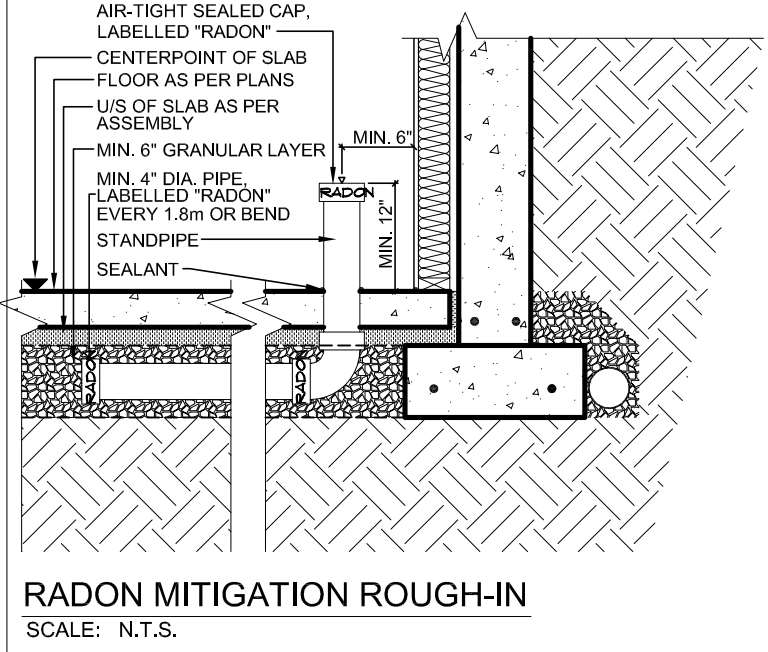 AIR-TIGHT SEALED CAP,
LABELLED "RADON"
CENTERPOINT OF SLAB
FLOOR AS PER PLANS
U/S OF SLAB AS PER
ASSEMBLY
MIN. 6" GRANULAR LAYER
MIN. 4" DIA. PIPE,
LABELLED "RADON"
EVERY 1.8m OR BEND
STANDPIPE
SEALANT
MIN. 6"
RADON
MIN. 12"
RADON
RADON
RADON MITIGATION ROUGH-IN
SCALE: N.T.S.